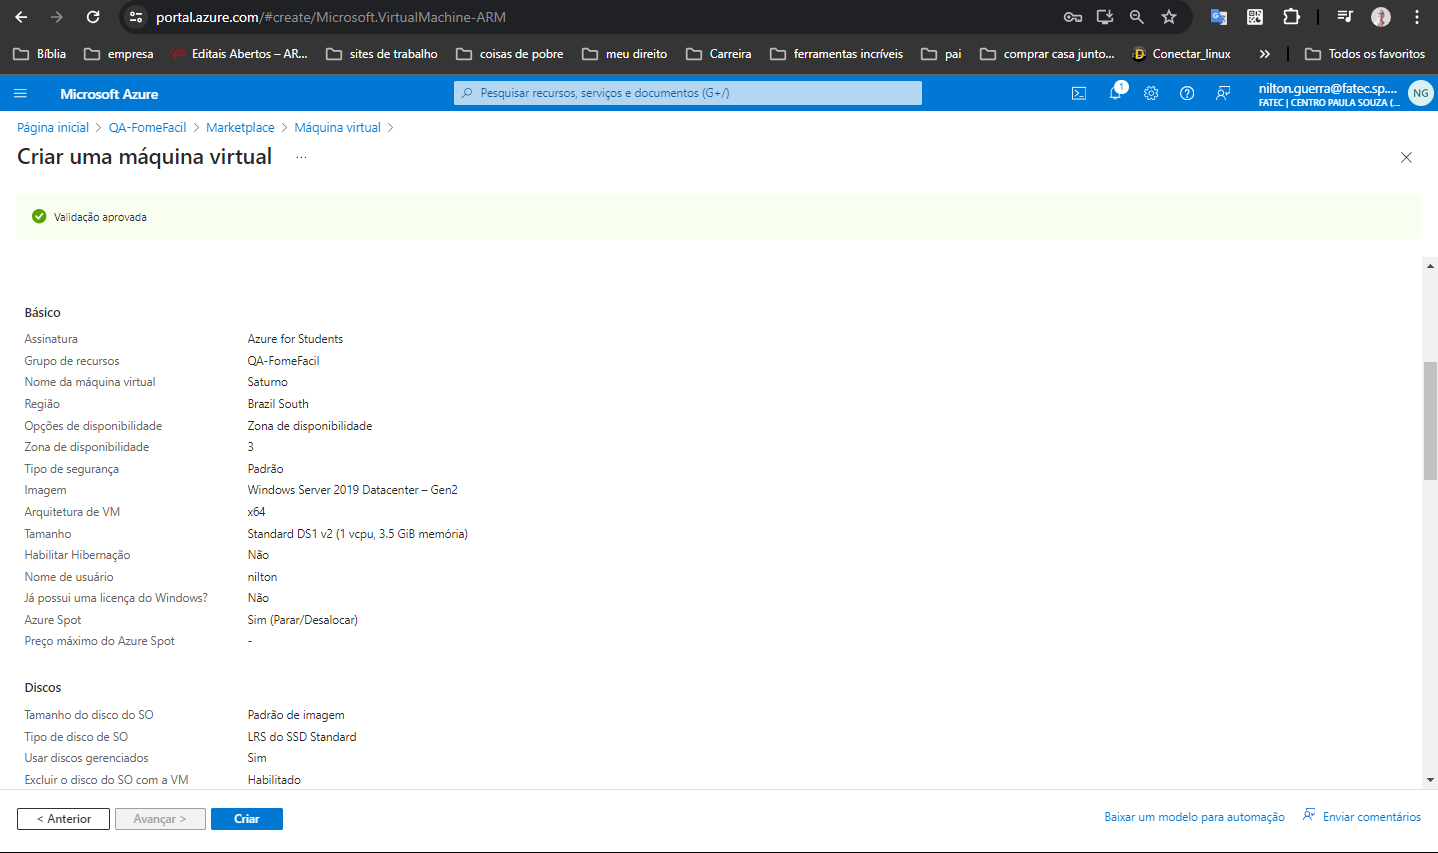 portal.azure.com/#create/Microsoft.VirtualMachine-ARM
Bíblia
empresa
Editais Abertos – AR...
sites de trabalho
coisas de pobre
meu direito
Carreira
ferramentas incríveis
pai
comprar casa junto...
Conectar_linux
»
Todos os favoritos
Microsoft Azure
Pesquisar recursos, serviços e documentos (G+/)
1
nilton.guerra@fatec.sp....
FATEC | CENTRO PAULA SOUZA (...
NG
Página inicial > QA-FomeFacil > Marketplace > Máquina virtual >
Criar uma máquina virtual ...
Validação aprovada
Básico
Assinatura Azure for Students
Grupo de recursos QA-FomeFacil
Nome da máquina virtual Saturno
Região Brazil South
Opções de disponibilidade Zona de disponibilidade
Zona de disponibilidade 3
Tipo de segurança Padrão
Imagem Windows Server 2019 Datacenter – Gen2
Arquitetura de VM x64
Tamanho Standard DS1 v2 (1 vcpu, 3.5 GiB memória)
Habilitar Hibernação Não
Nome de usuário nilton
Já possui uma licença do Windows? Não
Azure Spot Sim (Parar/Desalocar)
Preço máximo do Azure Spot -
Discos
Tamanho do disco do SO Padrão de imagem
Tipo de disco de SO LRS do SSD Standard
Usar discos gerenciados Sim
Excluir o disco do SO com a VM Habilitado
< Anterior
Avançar >
Criar
Baixar um modelo para automação
Enviar comentários